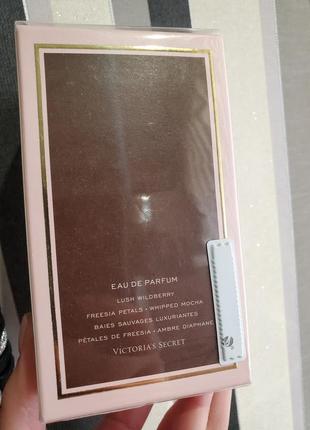 EAU DE PARFUM
LUSH WILDBERRY
FREESIA PETALS • WHIPPED MOCHA
BAIES SAUVAGES LUXURIANTES
PÉTALES DE FREESIA • AMBRE DIAPHANE
VICTORIA'S SECRET